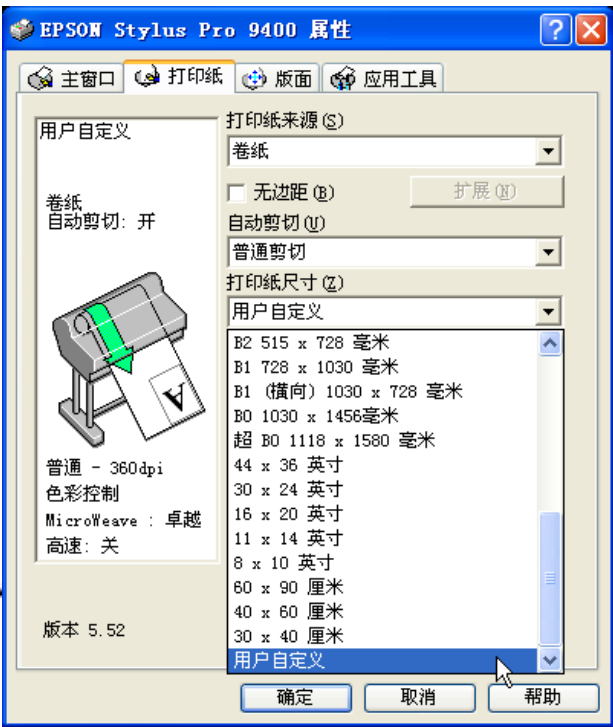 EPSON Stylus Pro 9400 属性
主窗口
打印纸
版面
应用工具
用户自定义
卷纸
自动剪切: 开
A
普通 - 360dpi
色彩控制
MicroWeave : 卓越
高速: 关
版本 5.52
打印纸来源(S)
卷纸
无边距(B)
扩展(N)
自动剪切(U)
普通剪切
打印纸尺寸(Z)
用户自定义
B2 515 x 728 毫米
B1 728 x 1030 毫米
B1 (横向) 1030 x 728 毫米
B0 1030 x 1456毫米
超 B0 1118 x 1580 毫米
44 x 36 英寸
30 x 24 英寸
16 x 20 英寸
11 x 14 英寸
8 x 10 英寸
60 x 90 厘米
40 x 60 厘米
30 x 40 厘米
用户自定义
确定
取消
帮助